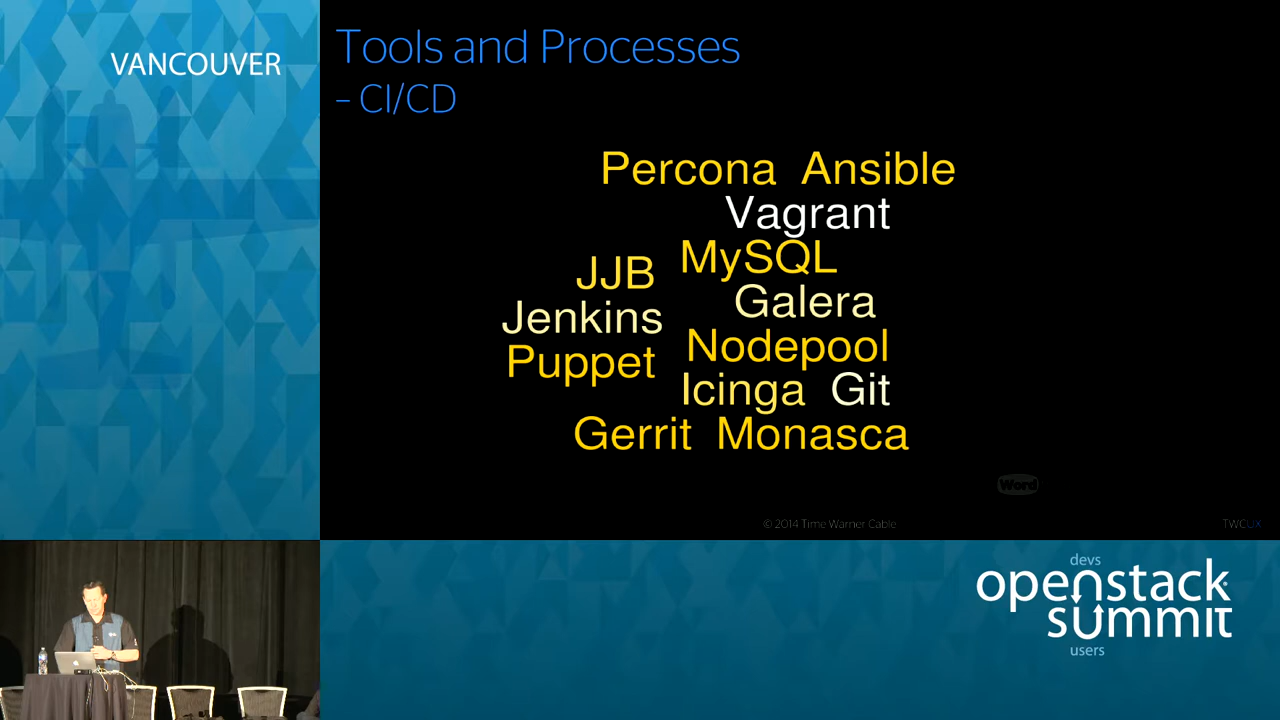 VANCOUVER
Tools and Processes
– CI/CD
Percona Ansible
Vagrant
MySQL
JJB
Galera
Jenkins
Nodepool
Puppet
Icinga Git
Gerrit Monasca
Word
© 2014 Time Warner Cable
TWCUX
devs
openstack
summit
users